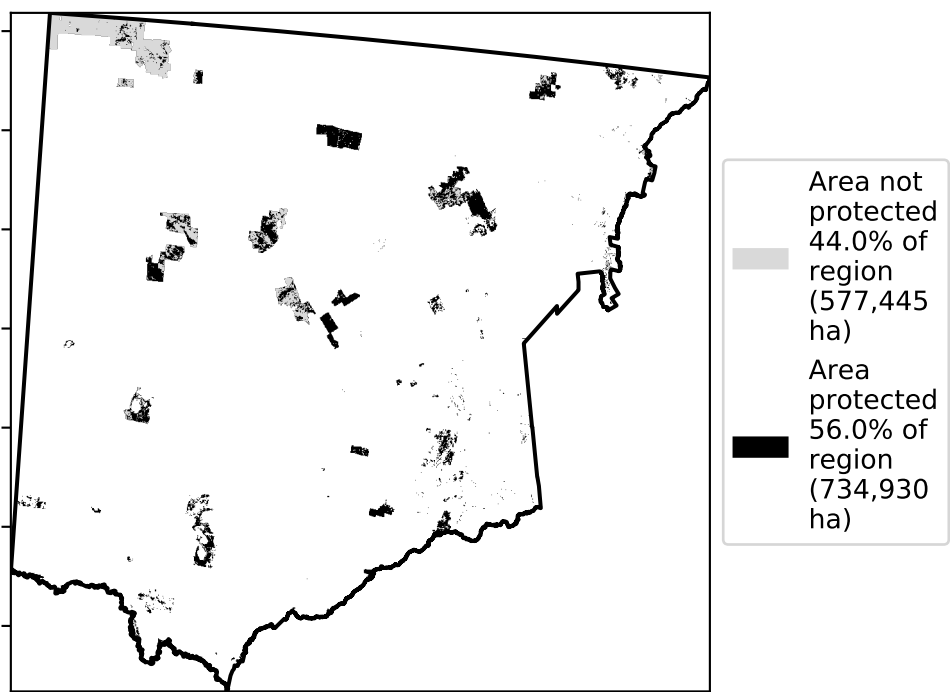 Area not
protected
44.0% of
region
(577,445
ha)
Area
protected
56.0% of
region
(734,930
ha)